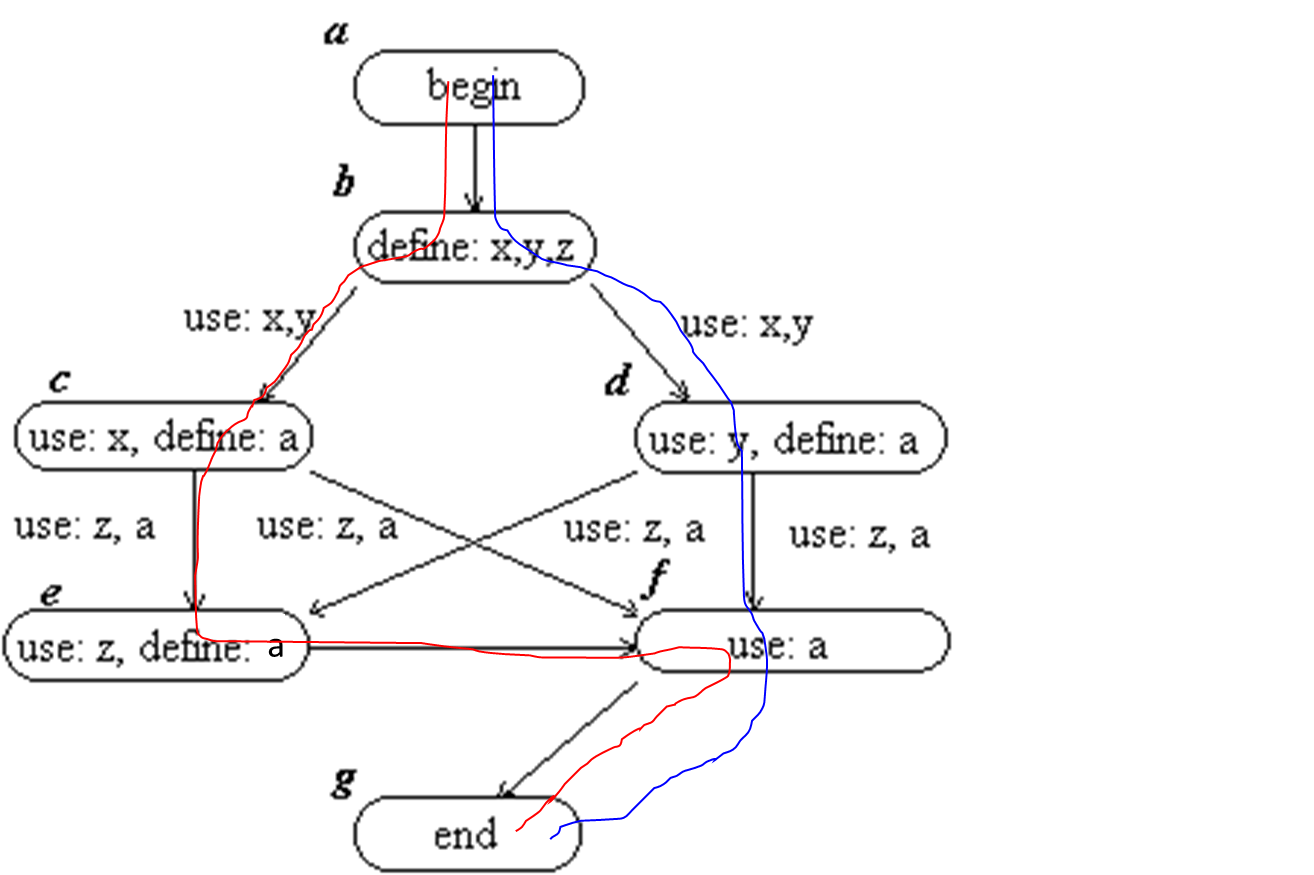 a
begin
b
define: x,y,z
use: x,y
use: x,y
c
d
use: x, define: a
use: y, define: a
use: z, a
use: z, a
use: z, a
use: z, a
e
f
use: z, define: a
use: a
g
end